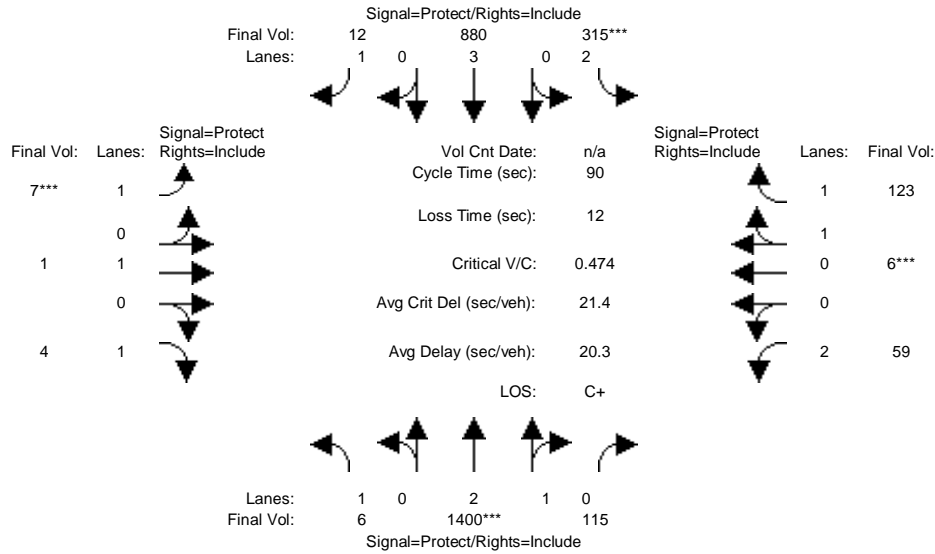 Signal=Protect/Rights=Include
Final Vol: 12 880 315***
Lanes: 1 0 3 0 2
Signal=Protect
Final Vol: Lanes: Rights=Include
Vol Cnt Date: n/a
Signal=Protect
Rights=Include Lanes: Final Vol:
Cycle Time (sec): 90
7*** 1
1 123
Loss Time (sec): 12
0
1
1 1
Critical V/C: 0.474
0 6***
0
Avg Crit Del (sec/veh): 21.4
0
4 1
Avg Delay (sec/veh): 20.3
2 59
LOS: C+
Lanes: 1 0 2 1 0
Final Vol: 6 1400*** 115
Signal=Protect/Rights=Include